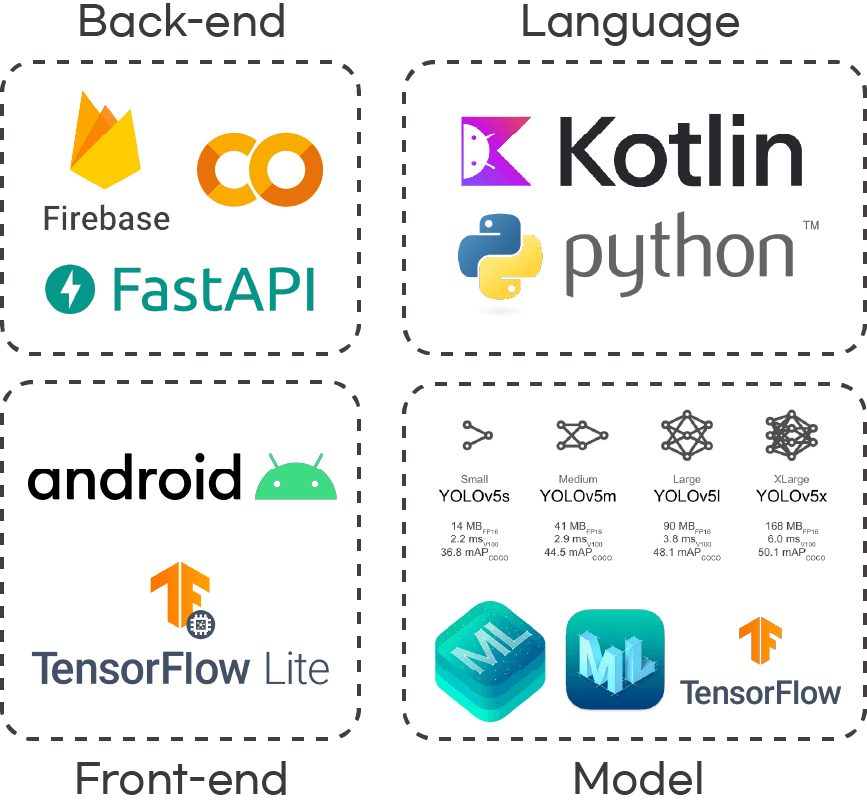 Back-end
Language
Firebase
FastAPI
Kotlin
python™
android
TensorFlow Lite
Small Medium Large XLarge
YOLOv5s YOLOv5m YOLOv5l YOLOv5x
14 MB FP16 41 MB FP16 90 MB FP16 168 MB FP16
2.2 ms V100 2.9 ms V100 3.8 ms V100 6.0 ms V100
36.8 mAP COCO 44.5 mAP COCO 48.1 mAP COCO 50.1 mAP COCO
ML
ML
TensorFlow
Front-end
Model